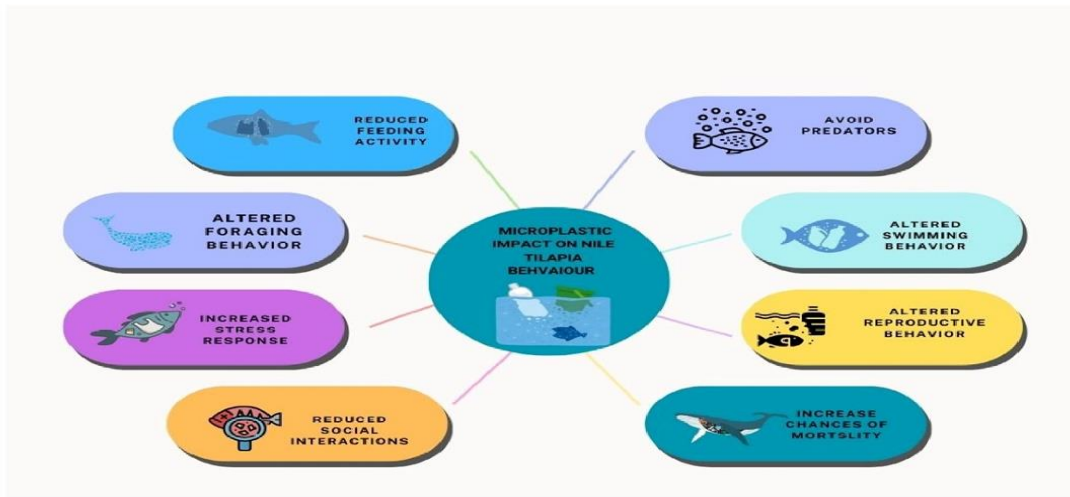 REDUCED
FEEDING
ACTIVITY
AVOID
PREDATORS
ALTERED
FORAGING
BEHAVIOR
MICROPLASTIC
IMPACT ON NILE
TILAPIA
BEHVAIOUR
ALTERED
SWIMMING
BEHAVIOR
INCREASED
STRESS
RESPONSE
ALTERED
REPRODUCTIVE
BEHAVIOR
REDUCED
SOCIAL
INTERACTIONS
INCREASE
CHANCES OF
MORTSLITY